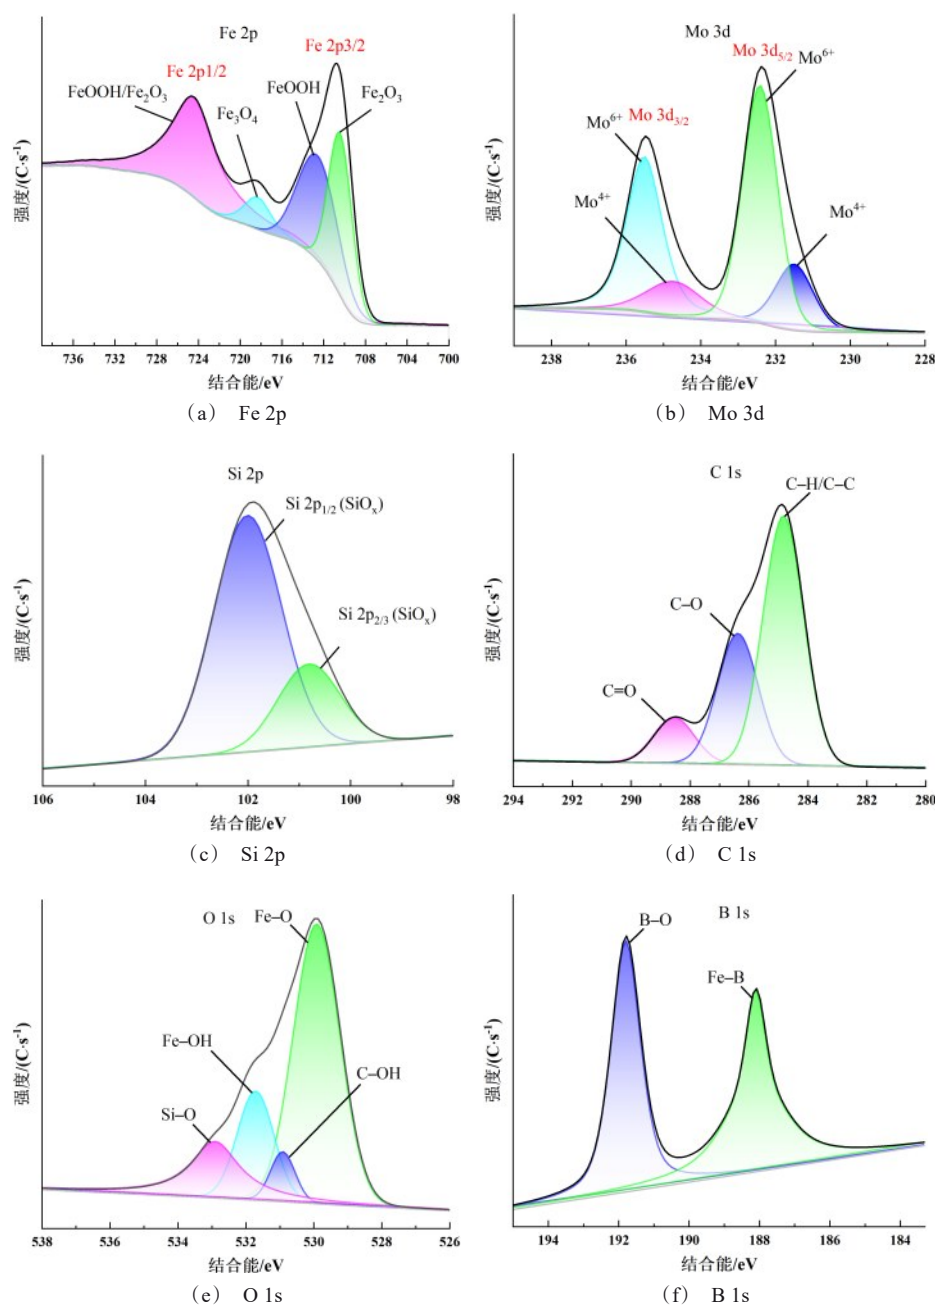 Fe 2p
Fe 2p3/2
Fe 2p1/2
FeOOH/Fe₂O₃
FeOOH
Fe₂O₃
Fe₃O₄
强度/(C·s⁻¹)
736 732 728 724 720 716 712 708 704 700
结合能/eV
(a) Fe 2p
Mo 3d
Mo 3d₅/₂
Mo⁶⁺
Mo⁶⁺
Mo 3d₃/₂
Mo⁴⁺
Mo⁴⁺
强度/(C·s⁻¹)
238 236 234 232 230 228
结合能/eV
(b) Mo 3d
Si 2p
Si 2p₁/₂ (SiOₓ)
Si 2p₂/₃ (SiOₓ)
强度/(C·s⁻¹)
106 104 102 100 98
结合能/eV
(c) Si 2p
C 1s
C–H/C–C
C–O
C=O
强度/(C·s⁻¹)
294 292 290 288 286 284 282 280
结合能/eV
(d) C 1s
O 1s
Fe–O
Fe–OH
C–OH
Si–O
强度/(C·s⁻¹)
538 536 534 532 530 528 526
结合能/eV
(e) O 1s
B 1s
B–O
Fe–B
强度/(C·s⁻¹)
194 192 190 188 186 184
结合能/eV
(f) B 1s